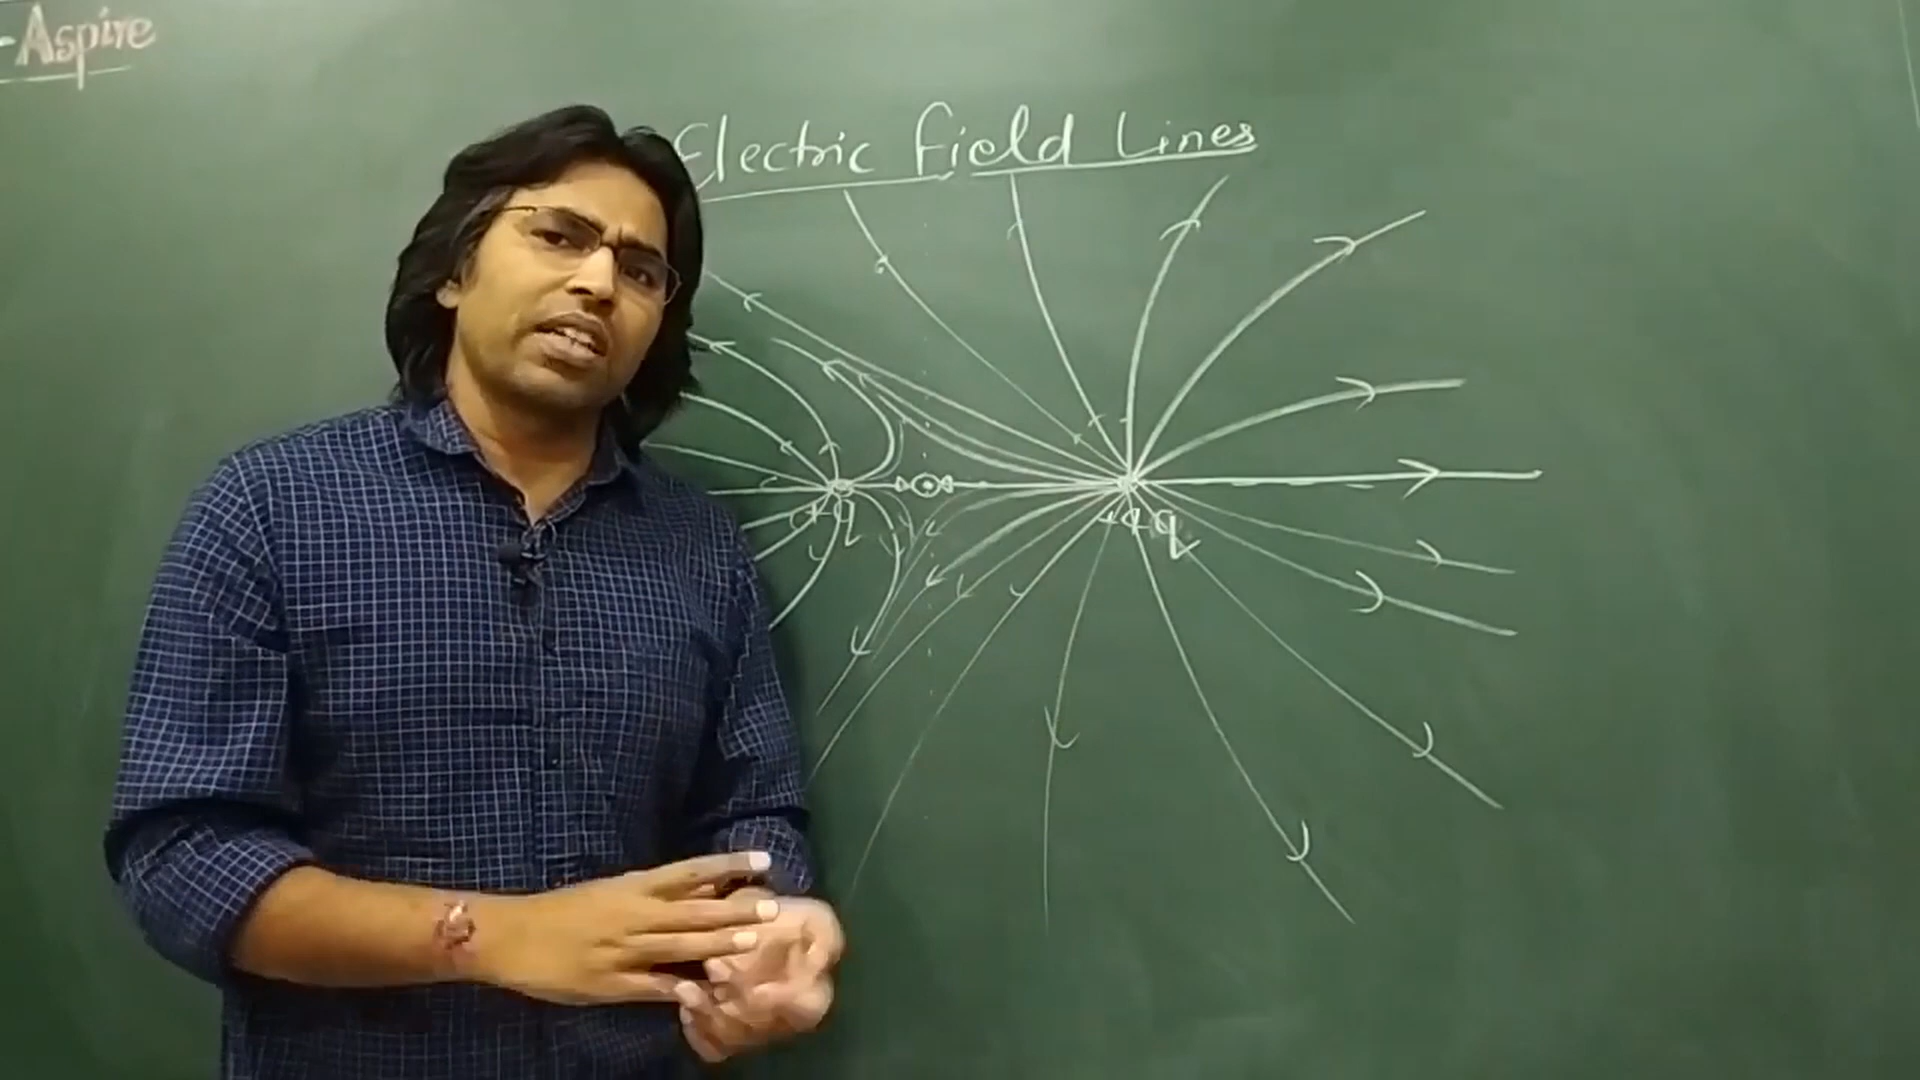 -Aspire
Electric field Lines
+q
+4q